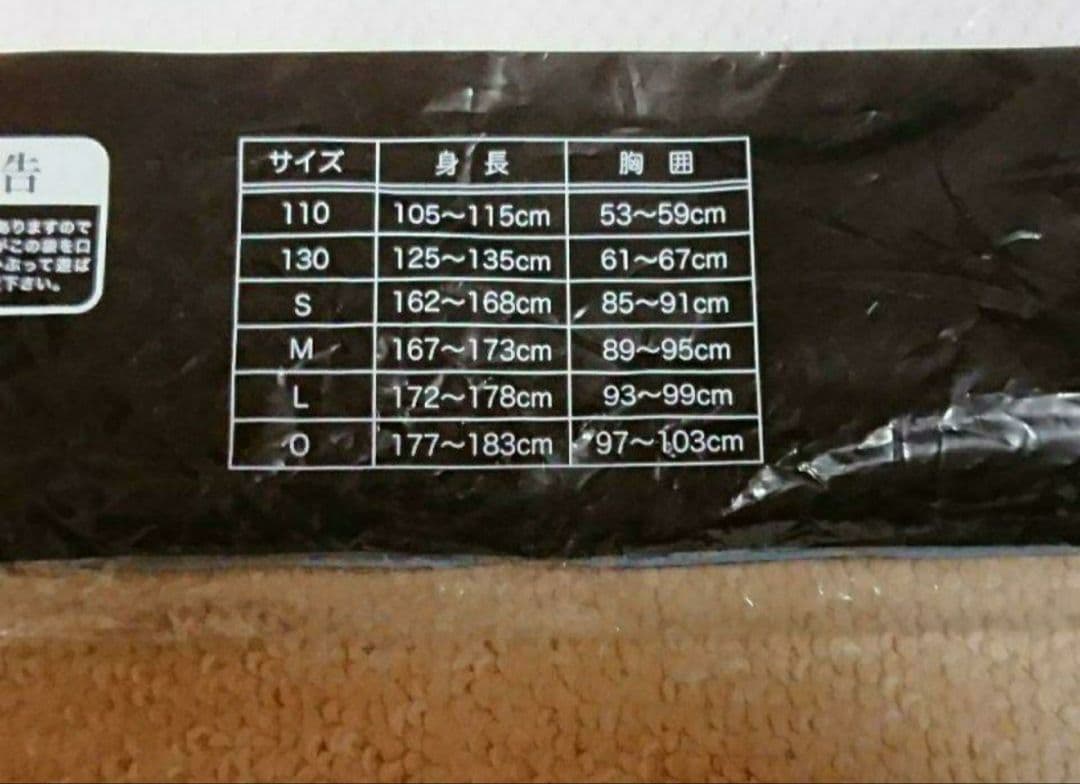 告
ありますので
この袋を口
ぶって遊ば
下さい。
サイズ 身長 胸囲
110 105〜115cm 53〜59cm
130 125〜135cm 61〜67cm
S 162〜168cm 85〜91cm
M 167〜173cm 89〜95cm
L 172〜178cm 93〜99cm
O 177〜183cm 97〜103cm